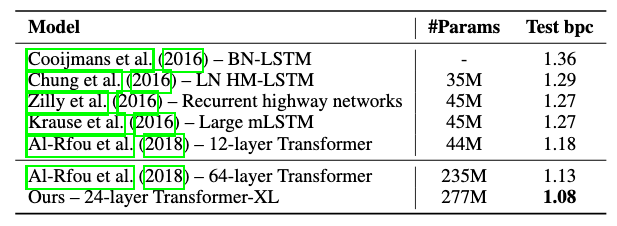 Model #Params Test bpc
Cooijmans et al. (2016) – BN-LSTM - 1.36
Chung et al. (2016) – LN HM-LSTM 35M 1.29
Zilly et al. (2016) – Recurrent highway networks 45M 1.27
Krause et al. (2016) – Large mLSTM 45M 1.27
Al-Rfou et al. (2018) – 12-layer Transformer 44M 1.18
Al-Rfou et al. (2018) – 64-layer Transformer 235M 1.13
Ours – 24-layer Transformer-XL 277M 1.08